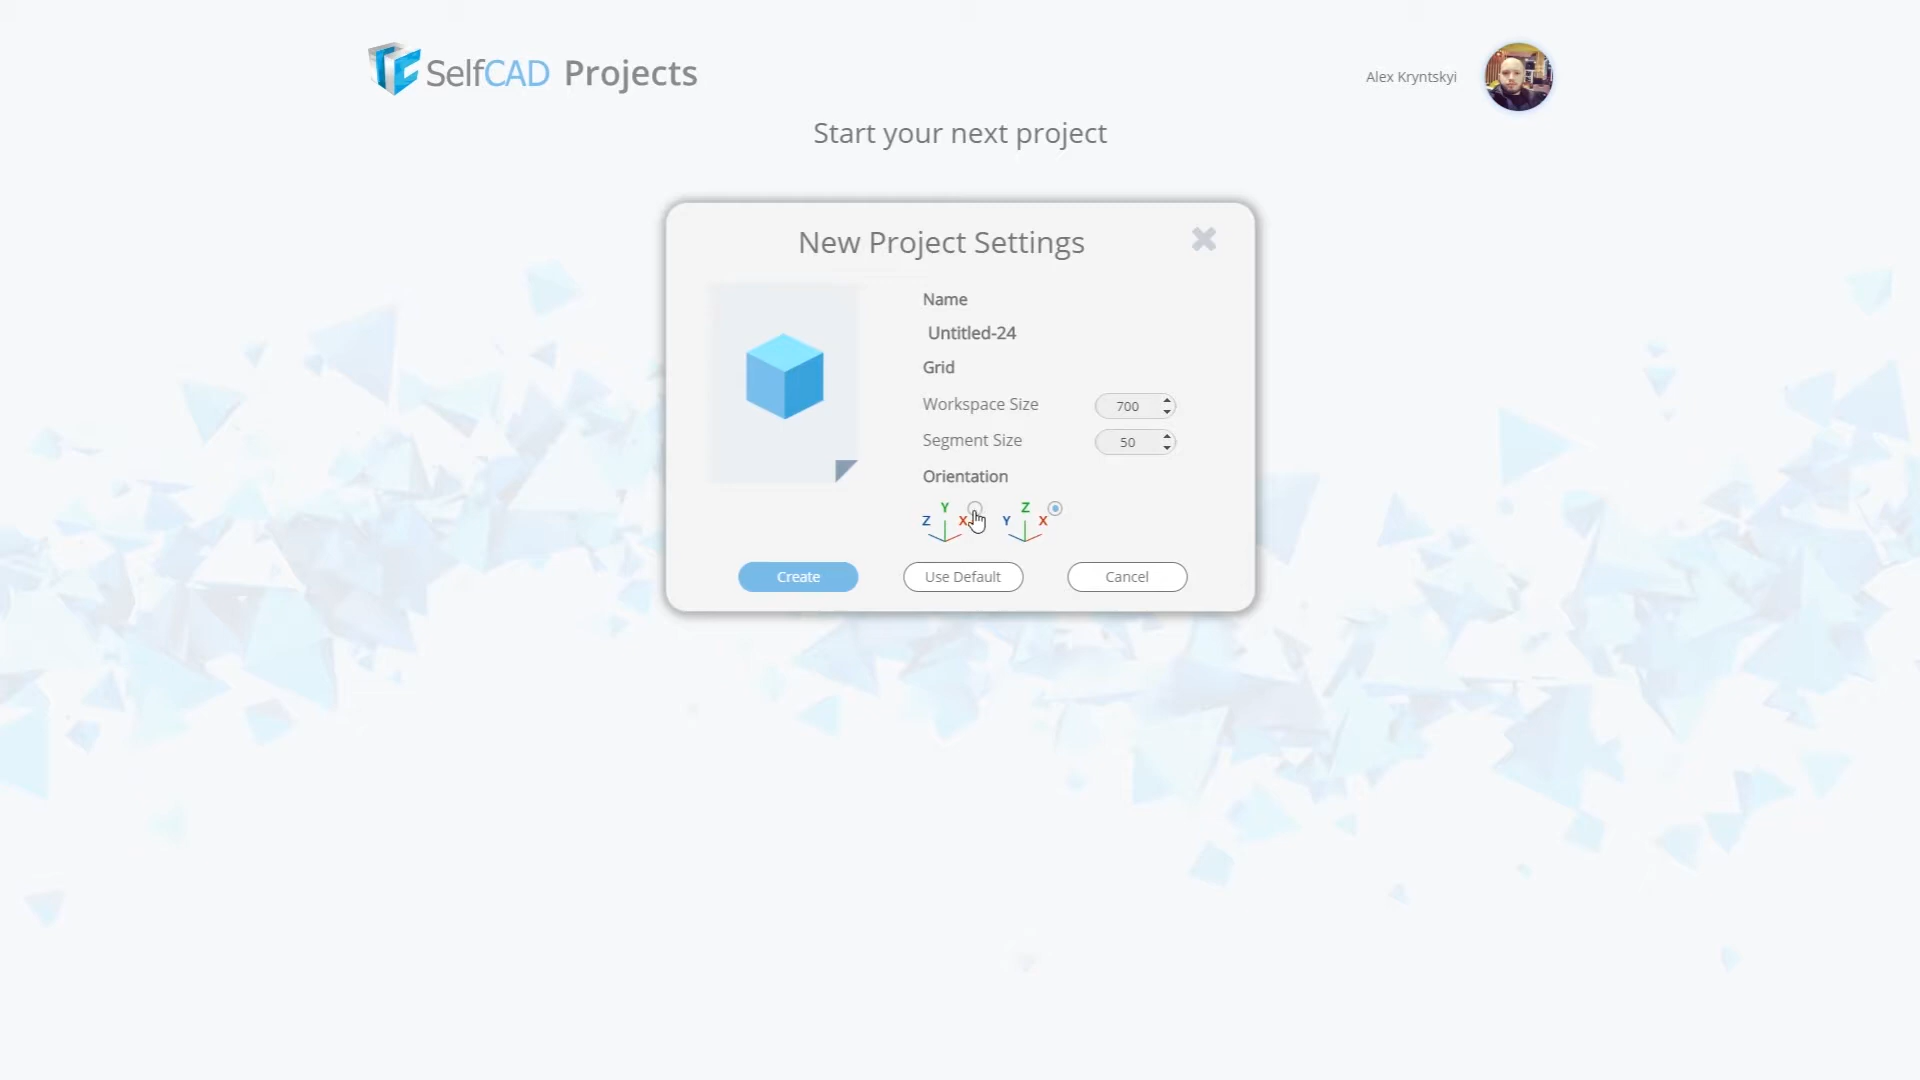 SelfCAD Projects
Alex Kryntskyi
Start your next project
New Project Settings
Name
Untitled-24
Grid
Workspace Size 700
Segment Size 50
Orientation
Z Y X Y Z X
Create Use Default Cancel